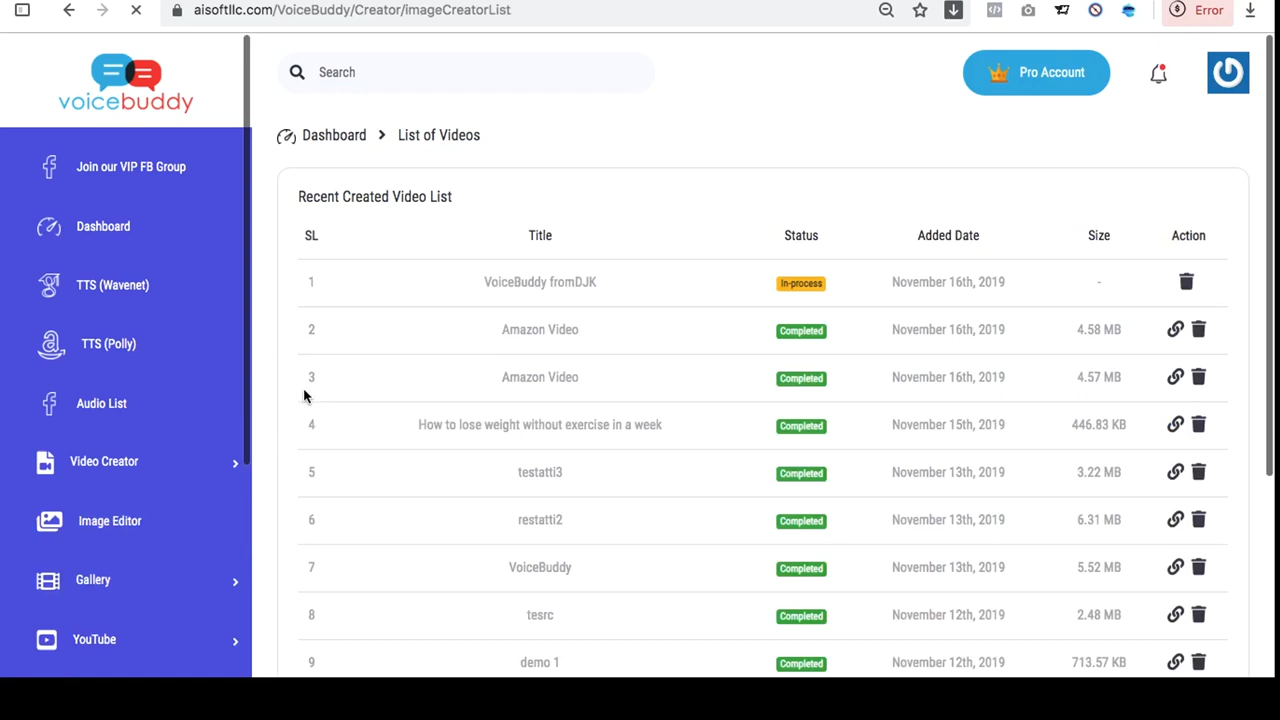 aisoftllc.com/VoiceBuddy/Creator/imageCreatorList
Error
voicebuddy
Search
Pro Account
Join our VIP FB Group
Dashboard
TTS (Wavenet)
TTS (Polly)
Audio List
Video Creator
Image Editor
Gallery
YouTube
Dashboard > List of Videos
Recent Created Video List
SL Title Status Added Date Size Action
1 VoiceBuddy fromDJK In-process November 16th, 2019 -
2 Amazon Video Completed November 16th, 2019 4.58 MB
3 Amazon Video Completed November 16th, 2019 4.57 MB
4 How to lose weight without exercise in a week Completed November 15th, 2019 446.83 KB
5 testatti3 Completed November 13th, 2019 3.22 MB
6 restatti2 Completed November 13th, 2019 6.31 MB
7 VoiceBuddy Completed November 13th, 2019 5.52 MB
8 tesrc Completed November 12th, 2019 2.48 MB
9 demo 1 Completed November 12th, 2019 713.57 KB